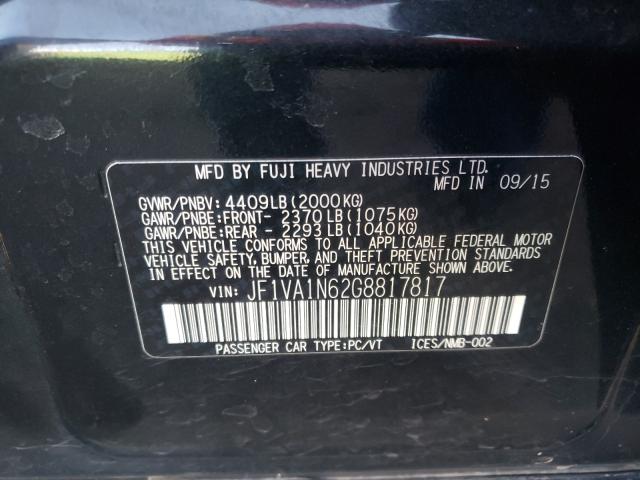 MFD BY FUJI HEAVY INDUSTRIES LTD.
MFD IN 09/15
GVWR/PNBV: 4409LB(2000KG)
GAWR/PNBE:FRONT- 2370LB(1075KG)
GAWR/PNBE:REAR - 2293LB(1040KG)
THIS VEHICLE CONFORMS TO ALL APPLICABLE FEDERAL MOTOR
VEHICLE SAFETY, BUMPER, AND THEFT PREVENTION STANDARDS
IN EFFECT ON THE DATE OF MANUFACTURE SHOWN ABOVE.
VIN: JF1VA1N62G8817817
PASSENGER CAR TYPE:PC/VT ICES/NMB-002